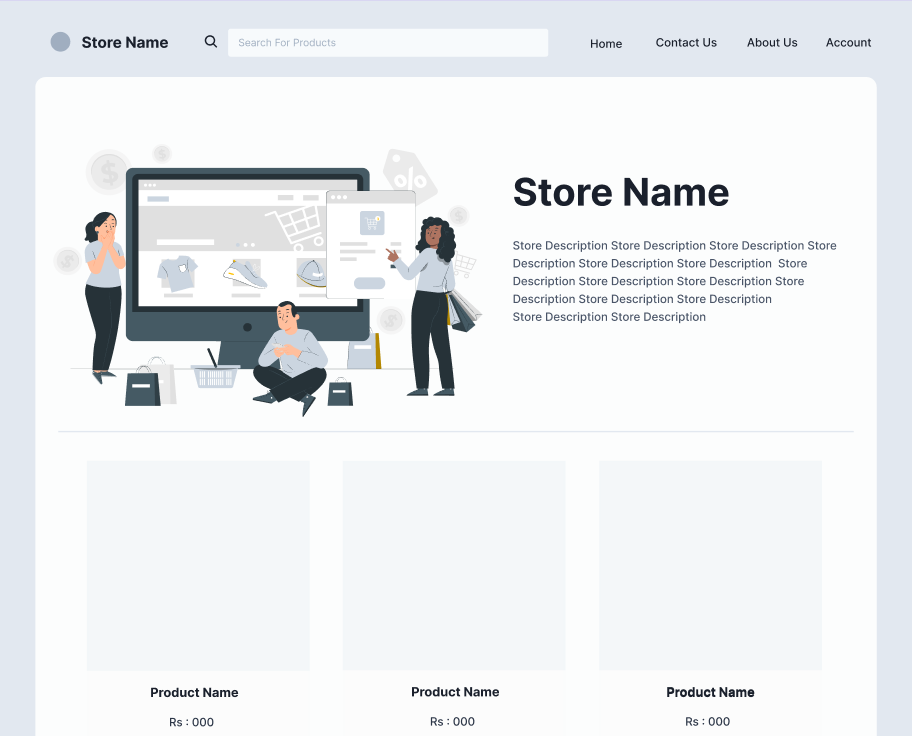 Store Name
Search For Products
Home
Contact Us
About Us
Account
$
$
%
$
$
$
Store Name
Store Description Store Description Store Description Store
Description Store Description Store Description  Store
Description Store Description Store Description Store
Description Store Description Store Description
Store Description Store Description
Product Name
Product Name
Product Name
Rs : 000
Rs : 000
Rs : 000